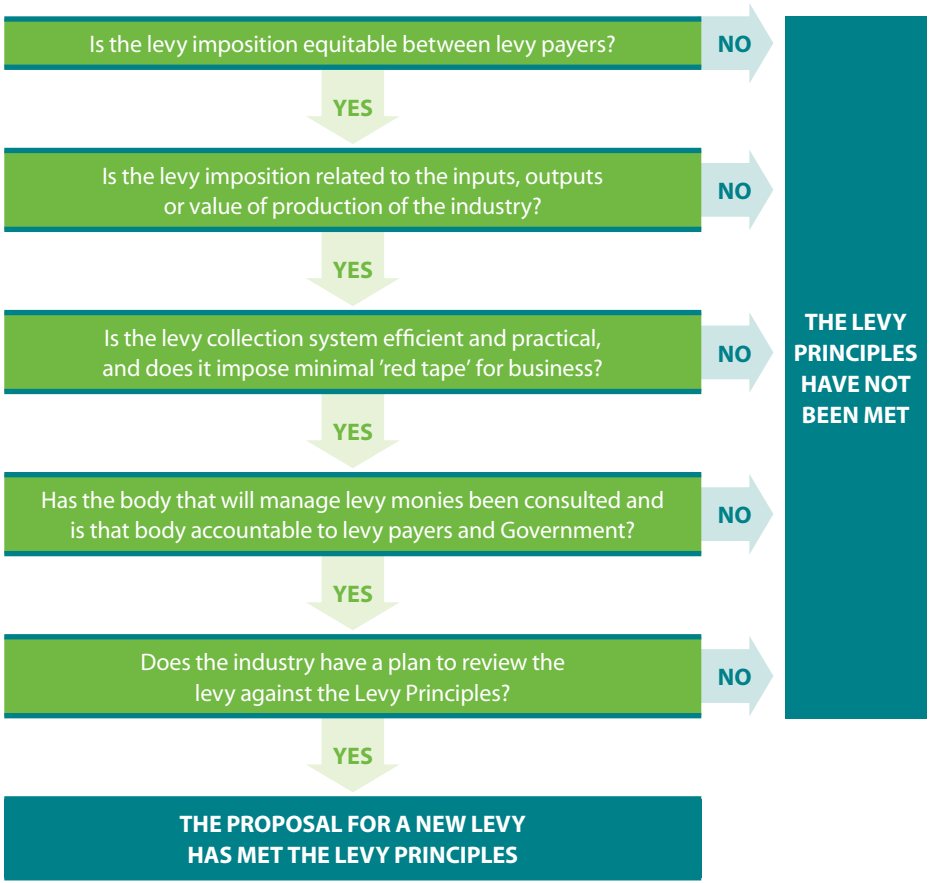 Is the levy imposition equitable between levy payers?
NO
YES
Is the levy imposition related to the inputs, outputs
or value of production of the industry?
NO
YES
Is the levy collection system efficient and practical,
and does it impose minimal 'red tape' for business?
NO
YES
Has the body that will manage levy monies been consulted and
is that body accountable to levy payers and Government?
NO
YES
Does the industry have a plan to review the
levy against the Levy Principles?
NO
YES
THE PROPOSAL FOR A NEW LEVY
HAS MET THE LEVY PRINCIPLES
THE LEVY
PRINCIPLES
HAVE NOT
BEEN MET